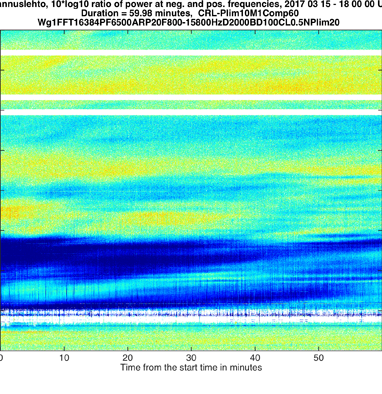 annuslehto, 10*log10 ratio of power at neg. and pos. frequencies, 2017 03 15 - 18 00 00 U
Duration = 59.98 minutes, CRL-Plim10M1Comp60
Wg1FFT16384PF6500ARP20F800-15800HzD2000BD100CL0.5NPlim20
0 10 20 30 40 50
Time from the start time in minutes